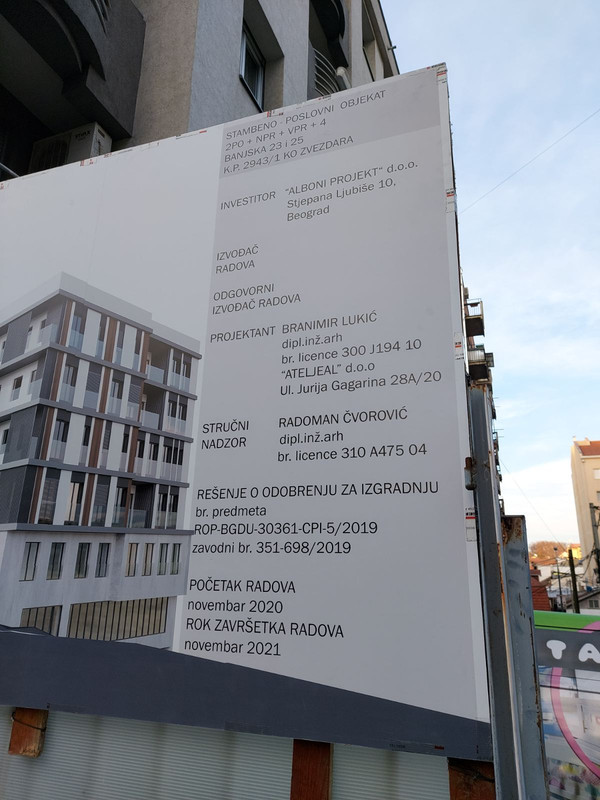 STAMBENO - POSLOVNI OBJEKAT
2PO + NPR + VPR + 4
BANJSKA 23 i 25
K.P. 2943/1 KO ZVEZDARA
INVESTITOR "ALBONI PROJEKT" d.o.o.
Stjepana Ljubiše 10,
Beograd
IZVOĐAČ
RADOVA
ODGOVORNI
IZVOĐAČ RADOVA
PROJEKTANT BRANIMIR LUKIĆ
dipl.inž.arh
br. licence 300 J194 10
"ATELJEAL" d.o.o
Ul. Jurija Gagarina 28A/20
STRUČNI RADOMAN ČVOROVIĆ
NADZOR dipl.inž.arh
br. licence 310 A475 04
REŠENJE O ODOBRENJU ZA IZGRADNJU
br. predmeta
ROP-BGDU-30361-CPI-5/2019
zavodni br. 351-698/2019
POČETAK RADOVA
novembar 2020
ROK ZAVRŠETKA RADOVA
novembar 2021
TA